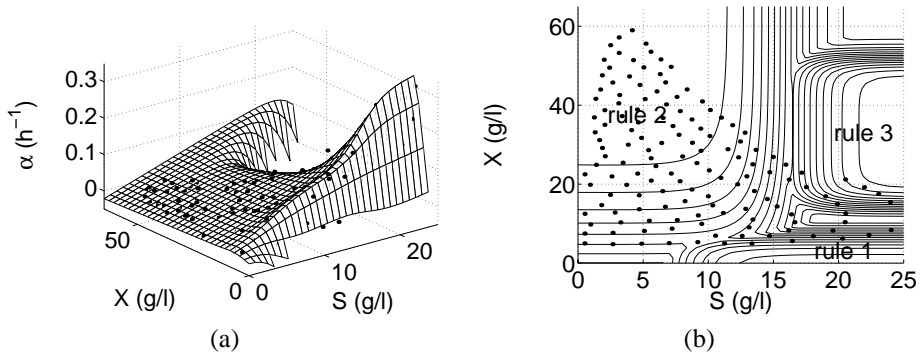 0.3
0.2
0.1
0
α (h⁻¹)
50
0
X (g/l)
0
10
20
S (g/l)
(a)
60
40
20
0
X (g/l)
rule 2
rule 3
rule 1
0 5 10 15 20 25
S (g/l)
(b)